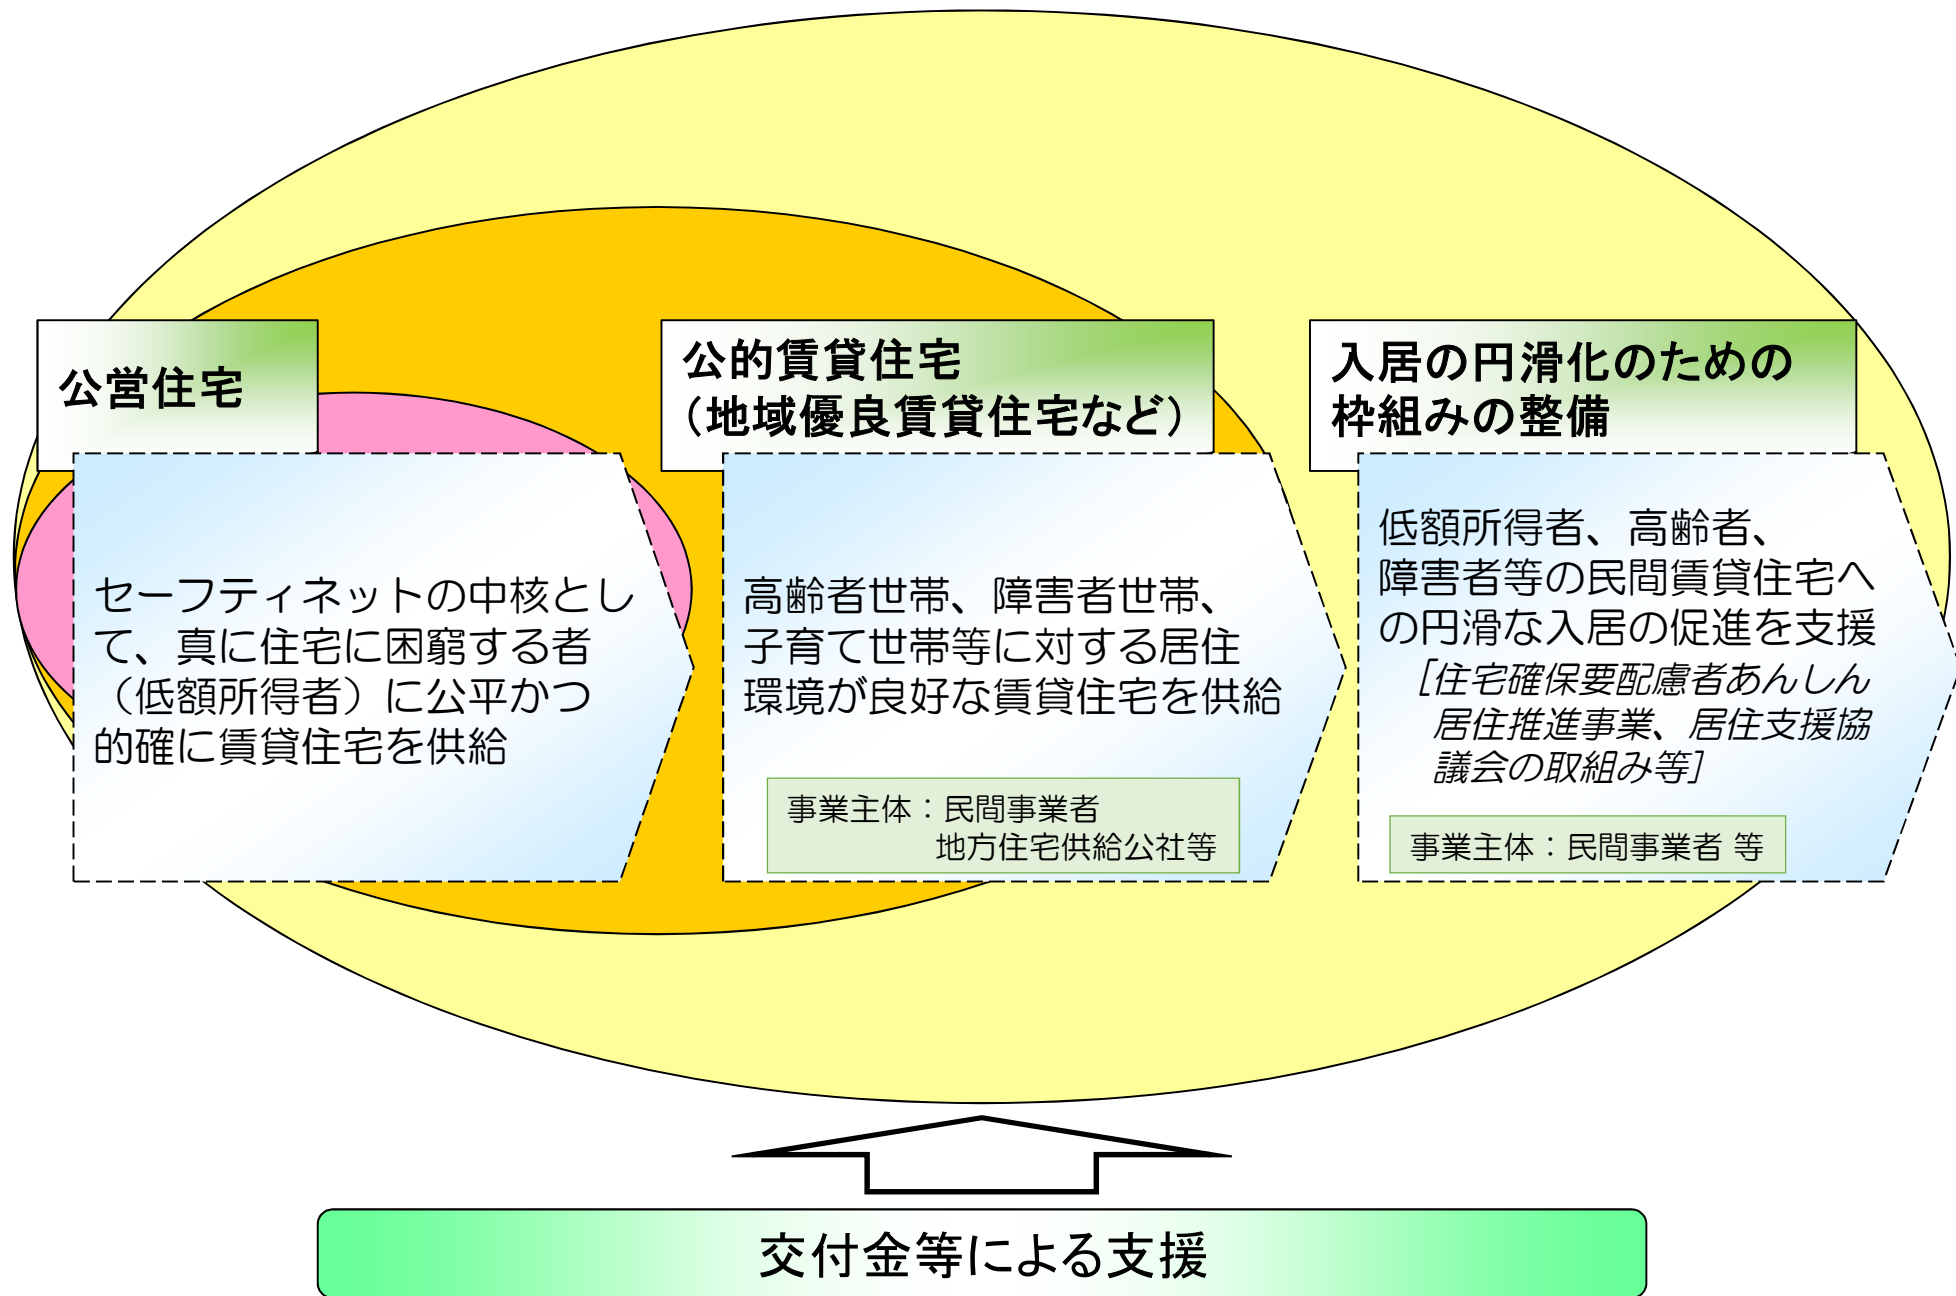 公営住宅
セーフティネットの中核とし
て、真に住宅に困窮する者
（低額所得者）に公平かつ
的確に賃貸住宅を供給
公的賃貸住宅
（地域優良賃貸住宅など）
高齢者世帯、障害者世帯、
子育て世帯等に対する居住
環境が良好な賃貸住宅を供給
事業主体：民間事業者
地方住宅供給公社等
入居の円滑化のための
枠組みの整備
低額所得者、高齢者、
障害者等の民間賃貸住宅へ
の円滑な入居の促進を支援
［住宅確保要配慮者あんしん
居住推進事業、居住支援協
議会の取組み等］
事業主体：民間事業者 等
交付金等による支援